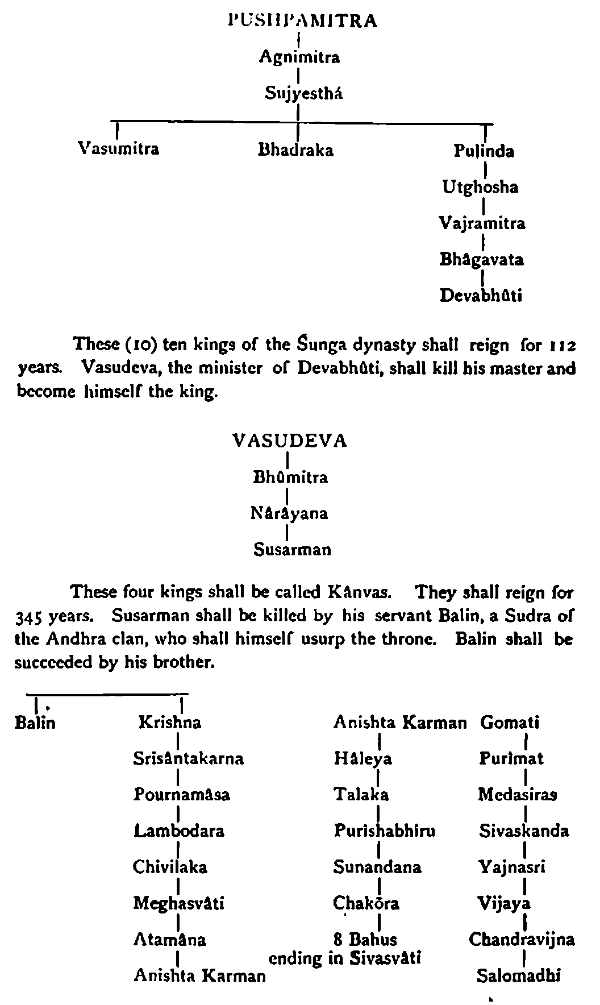 PUSHPAMITRA
Agnimitra
Sujyesthá
Vasumitra Bhadraka Pulinda
Utghosha
Vajramitra
Bhâgavata
Devabhûti
These (10) ten kings of the Śunga dynasty shall reign for 112
years. Vasudeva, the minister of Devabhûti, shall kill his master and
become himself the king.
VASUDEVA
Bhûmitra
Nârâyana
Susarman
These four kings shall be called Kânvas. They shall reign for
345 years. Susarman shall be killed by his servant Balin, a Sudra of
the Andhra clan, who shall himself usurp the throne. Balin shall be
succeeded by his brother.
Balin Krishna Anishta Karman Gomati
Srisântakarna Hâleya Purîmat
Pournamâsa Talaka Medasiras
Lambodara Purishabhiru Sivaskanda
Chivilaka Sunandana Yajnasri
Meghasvâti Chakōra Vijaya
Atamâna 8 Bahus Chandravijna
ending in Sivasvâti
Anishta Karman Salomadhi